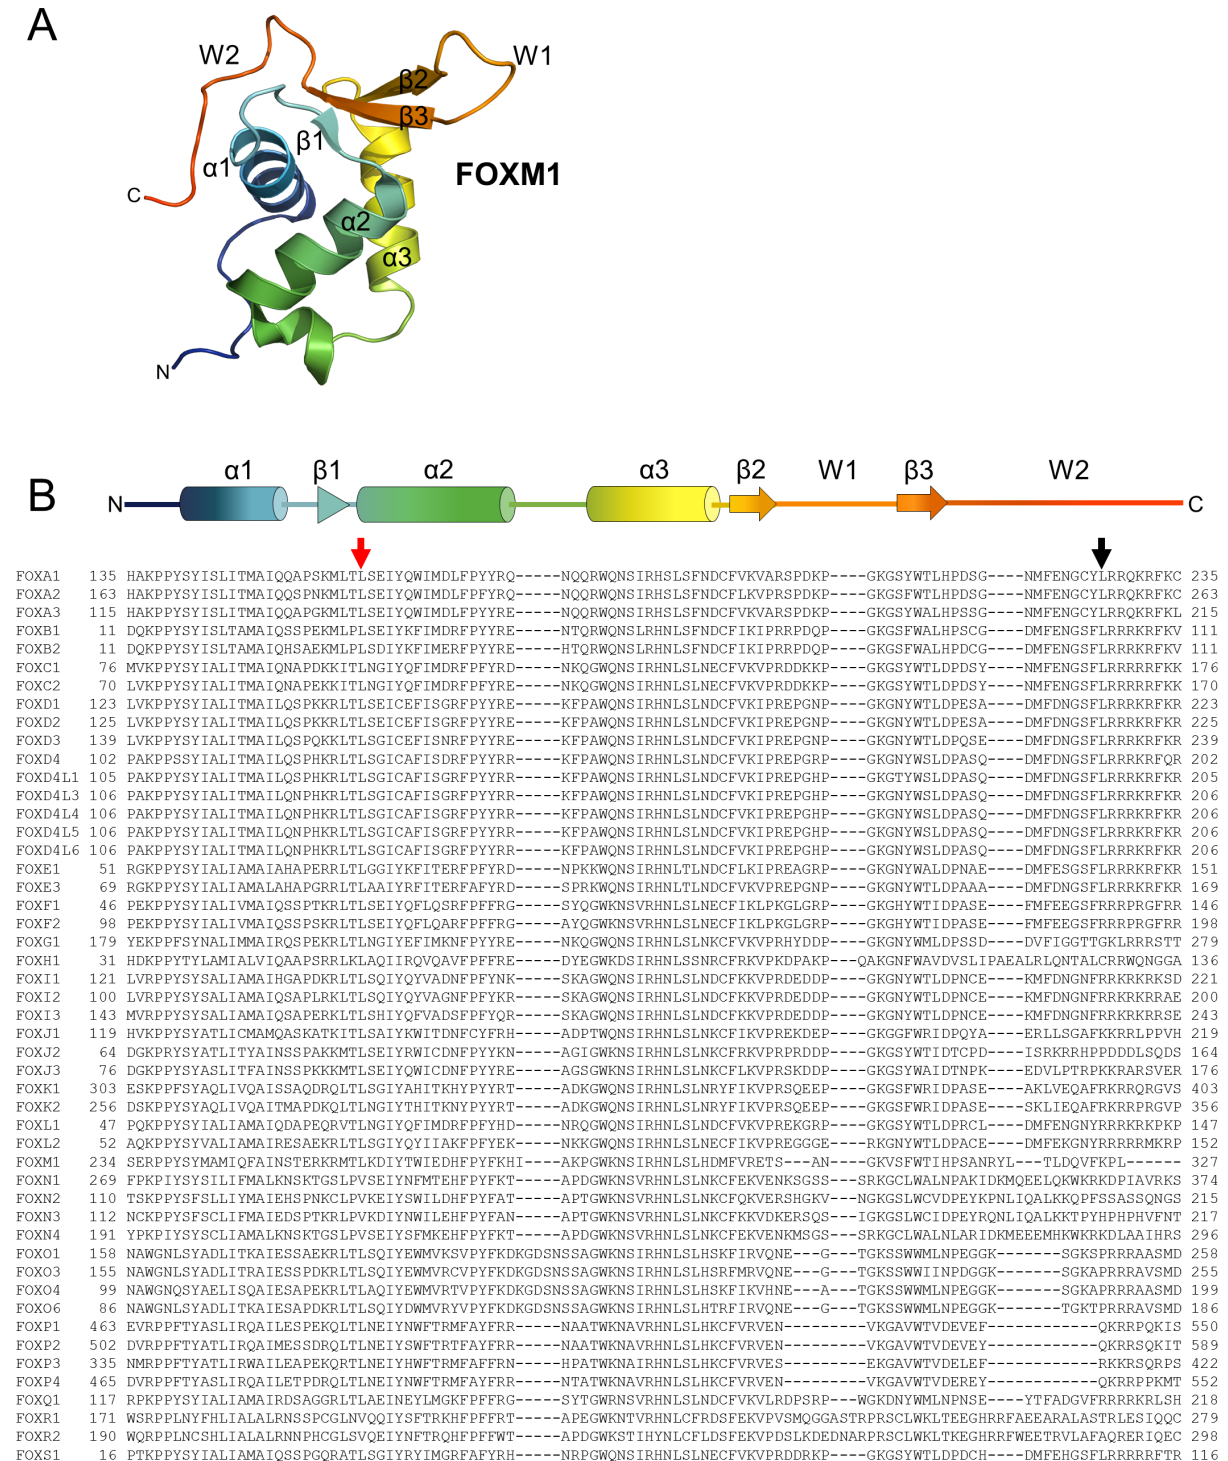 A
W2
W1
β2
β3
β1
α1
FOXM1
C
α2
α3
N
α1 β1 α2 α3 β2 W1 β3 W2
B
N C
FOXA1 135 HAKPPYSYISLITMAIQQAPSKMLTLSEIYQWIMDLFPYYRQ-----NQQRWQNSIRHSLSFNDCFVKVARSPDKP----GKGSYWTLHPDSG----NMFENGCYLRRQKRFKC 235
FOXA2 163 HAKPPYSYISLITMAIQQSPNKMLTLSEIYQWIMDLFPFYRQ-----NQQRWQNSIRHSLSFNDCFLKVPRSPDKP----GKGSFWTLHPDSG----NMFENGCYLRRQKRFKC 263
FOXA3 115 HAKPPYSYISLITMAIQQAPGKMLTLSEIYQWIMDLFPYYRE-----NQQRWQNSIRHSLSFNDCFVKVARSPDKP----GKGSYWALHPSSG----NMFENGCYLRRQKRFKL 215
FOXB1 11 DQKPPYSYISLTAMAIQSSPEKMLPLSEIYKFIMDRFPYYRE-----NTQRWQNSLRHNLSFNDCFIKIPRRPDQP----GKGSFWALHPSCG----DMFENGSFLRRRKRFKV 111
FOXB2 11 DQKPPYSYISLTAMAIQHSAEKMLPLSDIYKFIMERFPYYRE-----HTQRWQNSLRHNLSFNDCFIKIPRRPDQP----GKGSFWALHPDCG----DMFENGSFLRRRKRFKV 111
FOXC1 76 MVKPPYSYIALITMAIQNAPDKKITLNGIYQFIMDRFPFYRD-----NKQGWQNSIRHNLSLNECFVKVPRDDKKP----GKGSYWTLDPDSY----NMFENGSFLRRRRRFKK 176
FOXC2 70 LVKPPYSYIALITMAIQNAPEKKITLNGIYQFIMDRFPFYRE-----NKQGWQNSIRHNLSLNECFVKVPRDDKKP----GKGSYWTLDPDSY----NMFENGSFLRRRRRFKK 170
FOXD1 123 LVKPPYSYIALITMAILQSPKKRLTLSEICEFISGRFPYYRE-----KFPAWQNSIRHNLSLNDCFVKIPREPGNP----GKGNYWTLDPESA----DMFDNGSFLRRRKRFKR 223
FOXD2 125 LVKPPYSYIALITMAILQSPKKRLTLSEICEFISGRFPYYRE-----KFPAWQNSIRHNLSLNDCFVKIPREPGNP----GKGNYWTLDPESA----DMFDNGSFLRRRKRFKR 225
FOXD3 139 LVKPPYSYIALITMAILQSPQKKLTLSGICEFISNRFPYYRE-----KFPAWQNSIRHNLSLNDCFVKIPREPGNP----GKGNYWTLDPQSE----DMFDNGSFLRRRKRFKR 239
FOXD4 102 PAKPPSSYIALITMAILQSPHKRLTLSGICAFISDRFPYYRR-----KFPAWQNSIRHNLSLNDCFVKIPREPGHP----GKGNYWSLDPASQ----DMFDNGSFLRRRKRFQR 202
FOXD4L1 105 PAKPPYSYIALITMAILQNPHKRLTLSGICAFISGRFPYYRR-----KFPAWQNSIRHNLSLNDCFVKIPREPGHP----GKGTYWSLDPASQ----DMFDNGSFLRRRKRFKR 205
FOXD4L3 106 PAKPPYSYIALITMAILQNPHKRLTLSGICAFISGRFPYYRR-----KFPAWQNSIRHNLSLNDCFVKIPREPGHP----GKGNYWSLDPASQ----DMFDNGSFLRRRKRFKR 206
FOXD4L4 106 PAKPPYSYIALITMAILQNPHKRLTLSGICAFISGRFPYYRR-----KFPAWQNSIRHNLSLNDCFVKIPREPGHP----GKGNYWSLDPASQ----DMFDNGSFLRRRKRFKR 206
FOXD4L5 106 PAKPPYSYIALITMAILQNPHKRLTLSGICAFISGRFPYYRR-----KFPAWQNSIRHNLSLNDCFVKIPREPGHP----GKGNYWSLDPASQ----DMFDNGSFLRRRKRFKR 206
FOXD4L6 106 PAKPPYSYIALITMAILQNPHKRLTLSGICAFISGRFPYYRR-----KFPAWQNSIRHNLSLNDCFVKIPREPGHP----GKGNYWSLDPASQ----DMFDNGSFLRRRKRFKR 206
FOXE1 51 RGKPPYSYIALIAMAIAHAPERRLTLGGIYKFITERFPFYRD-----NPKKWQNSIRHNLTLNDCFLKIPREAGRP----GKGNYWALDPNAE----DMFESGSFLRRRKRFKR 151
FOXE3 69 RGKPPYSYIALIAMALAHAPGRRLTLAAIYRFITERFAFYRD-----SPRKWQNSIRHNLTLNDCFVKVPREPGNP----GKGNYWTLDPAAA----DMFDNGSFLRRRKRFKR 169
FOXF1 46 PEKPPYSYIALIVMAIQSSPTKRLTLSEIYQFLQSRFPFFRG-----SYQGWKNSVRHNLSLNECFIKLPKGLGRP----GKGHYWTIDPASE----FMFEEGSFRRRPRGFRR 146
FOXF2 98 PEKPPYSYIALIVMAIQSSPTKRLTLSEIYQFLQARFPFFRG-----AYQGWKNSVRHNLSLNECFIKLPKGLGRP----GKGHYWTIDPASE----FMFEEGSFRRRPRGFRR 198
FOXG1 179 YEKPPFSYNALIMMAIRQSPEKRLTLNGIYEFIMKNFPYYRE-----NKQGWQNSIRHNLSLNKCFVKVPRHYDDP----GKGNYWMLDPSSD----DVFIGGTTGKLRRRSTT 279
FOXH1 31 HDKPPYTYLAMIALVIQAAPSRRLKLAQIIRQVQAVFPFFRE-----DYEGWKDSIRHNLSSNRCFRKVPKDPAKP---QAKGNFWAVDVSLIPAEALRLQNTALCRRWQNGGA 136
FOXI1 121 LVRPPYSYSALIAMAIHGAPDKRLTLSQIYQYVADNFPFYNK-----SKAGWQNSIRHNLSLNDCFKKVPRDEDDP----GKGNYWTLDPNCE----KMFDNGNFRRKRKRKSD 221
FOXI2 100 LVRPPYSYSALIAMAIQSAPLRKLTLSQIYQYVAGNFPFYKR-----SKAGWQNSIRHNLSLNDCFKKVPRDEDDP----GKGNYWTLDPNCE----KMFDNGNFRRKRKRRAE 200
FOXI3 143 MVRPPYSYSALIAMAIQSAPERKLTLSHIYQFVADSFPFYQR-----SKAGWQNSIRHNLSLNDCFKKVPRDEDDP----GKGNYWTLDPNCE----KMFDNGNFRRKRKRRSE 243
FOXJ1 119 HVKPPYSYATLICMAMQASKATKITLSAIYKWITDNFCYFRH-----ADPTWQNSIRHNLSLNKCFIKVPREKDEP----GKGGFWRIDPQYA----ERLLSGAFKKRRLPPVH 219
FOXJ2 64 DGKPRYSYATLITYAINSSPAKKMTLSEIYRWICDNFPYYKN-----AGIGWKNSIRHNLSLNKCFRKVPRPRDDP----GKGSYWTIDTCPD----ISRKRRHPPDDDLSQDS 164
FOXJ3 76 DGKPPYSYASLITFAINSSPKKKMTLSEIYQWICDNFPYYRE-----AGSGWKNSIRHNLSLNKCFLKVPRSKDDP----GKGSYWAIDTNPK----EDVLPTRPKKRARSVER 176
FOXK1 303 ESKPPFSYAQLIVQAISSAQDRQLTLSGIYAHITKHYPYYRT-----ADKGWQNSIRHNLSLNRYFIKVPRSQEEP----GKGSFWRIDPASE----AKLVEQAFRKRRQRGVS 403
FOXK2 256 DSKPPYSYAQLIVQAITMAPDKQLTLNGIYTHITKNYPYYRT-----ADKGWQNSIRHNLSLNRYFIKVPRSQEEP----GKGSFWRIDPASE----SKLIEQAFRKRRPRGVP 356
FOXL1 47 PQKPPYSYIALIAMAIQDAPEQRVTLNGIYQFIMDRFPFYHD-----NRQGWQNSIRHNLSLNDCFVKVPREKGRP----GKGSYWTLDPRCL----DMFENGNYRRRKRKPKP 147
FOXL2 52 AQKPPYSYVALIAMAIRESAEKRLTLSGIYQYIIAKFPFYEK-----NKKGWQNSIRHNLSLNECFIKVPREGGGE----RKGNYWTLDPACE----DMFEKGNYRRRRRMKRP 152
FOXM1 234 SERPPYSYMAMIQFAINSTERKRMTLKDIYTWIEDHFPYFKHI----AKPGWKNSIRHNLSLHDMFVRETS---AN----GKVSFWTIHPSANRYL---TLDQVFKPL------ 327
FOXN1 269 FPKPIYSYSILIFMALKNSKTGSLPVSEIYNFMTEHFPYFKT-----APDGWKNSVRHNLSLNKCFEKVENKSGSS---SRKGCLWALNPAKIDKMQEELQKWKRKDPIAVRKS 374
FOXN2 110 TSKPPYSFSLLIYMAIEHSPNKCLPVKEIYSWILDHFPYFAT-----APTGWKNSVRHNLSLNKCFQKVERSHGKV----NGKGSLWCVDPEYKPNLIQALKKQPFSSASSQNGS 215
FOXN3 112 NCKPPYSFSCLIFMAIEDSPTKRLPVKDIYNWILEHFPYFAN-----APTGWKNSVRHNLSLNKCFKKVDKERSQS----IGKGSLWCIDPEYRQNLIQALKKTPYHPHPHVFNT 217
FOXN4 191 YPKPIYSYSCLIAMALKNSKTGSLPVSEIYSFMKEHFPYFKT-----APDGWKNSVRHNLSLNKCFEKVENKMSGS---SRKGCLWALNLARIDKMEEEMHKWKRKDLAAIHRS 296
FOXO1 158 NAWGNLSYADLITKAIESSAEKRLTLSQIYEWMVKSVPYFKDKGDSNSSAGWKNSIRHNLSLHSKFIRVQNE---G---TGKSSWWMLNPEGGK-------SGKSPRRRAASMD 258
FOXO3 155 NAWGNLSYADLITRAIESSPDKRLTLSQIYEWMVRCVPYFKDKGDSNSSAGWKNSIRHNLSLHSRFMRVQNE---G---TGKSSWWIINPDGGK-------SGKAPRRRAVSMD 255
FOXO4 99 NAWGNQSYAELISQAIESAPEKRLTLAQIYEWMVRTVPYFKDKGDSNSSAGWKNSIRHNLSLHSKFIKVHNE---A---TGKSSWWMLNPEGGK-------SGKAPRRRAASMD 199
FOXO6 86 NAWGNLSYADLITKAIESAPDKRLTLSQIYDWMVRYVPYFKDKGDSNSSAGWKNSIRHNLSLHTRFIRVQNE---G---TGKSSWWMLNPEGGK-------TGKTPRRRAVSMD 186
FOXP1 463 EVRPPFTYASLIRQAILESPEKQLTLNEIYNWFTRMFAYFRR-----NAATWKNAVRHNLSLHKCFVRVEN---------VKGAVWTVDEVEF------------QKRRPQKIS 550
FOXP2 502 DVRPPFTYATLIRQAIMESSDRQLTLNEIYSWFTRTFAYFRR-----NAATWKNAVRHNLSLHKCFVRVEN---------VKGAVWTVDEVEY------------QKRRSQKIT 589
FOXP3 335 NMRPPFTYATLIRWAILEAPEKQRTLNEIYHWFTRMFAFFRN-----HPATWKNAIRHNLSLHKCFVRVES---------EKGAVWTVDELEF------------RKKRSQRPS 422
FOXP4 465 DVRPPFTYASLIRQAILETPDRQLTLNEIYNWFTRMFAYFRR-----NTATWKNAVRHNLSLHKCFVRVEN---------VKGAVWTVDEREY------------QKRRPPKMT 552
FOXQ1 117 RPKPPYSYIALIAMAIRDSAGGRLTLAEINEYLMGKFPFFRG-----SYTGWRNSVRHNLSLNDCFVKVLRDPSRP----WGKDNYWMLNPNSE----YTFADGVFRRRRKRLSH 218
FOXR1 171 WSRPPLNYFHLIALALRNSSPCGLNVQQIYSFTRKHFPFFRT-----APEGWKNTVRHNLCFRDSFEKVPVSMQGGASTRPRSCLWKLTEEGHRRFAEEARALASTRLESIQQC 279
FOXR2 190 WQRPPLNCSHLIALALRNNPHCGLSVQEIYNFTRQHFPFFWT-----APDGWKSTIHYNLCFLDSFEKVPDSLKDEDNARPRSCLWKLTKEGHRRFWEETRVLAFAQRERIQEC 298
FOXS1 16 PTKPPYSYIALIAMAIQSSPGQRATLSGIYRYIMGRFAFYRH-----NRPGWQNSIRHNLSLNECFVKVPRDDRKP----GKGSYWTLDPDCH----DMFEHGSFLRRRRRFTR 116